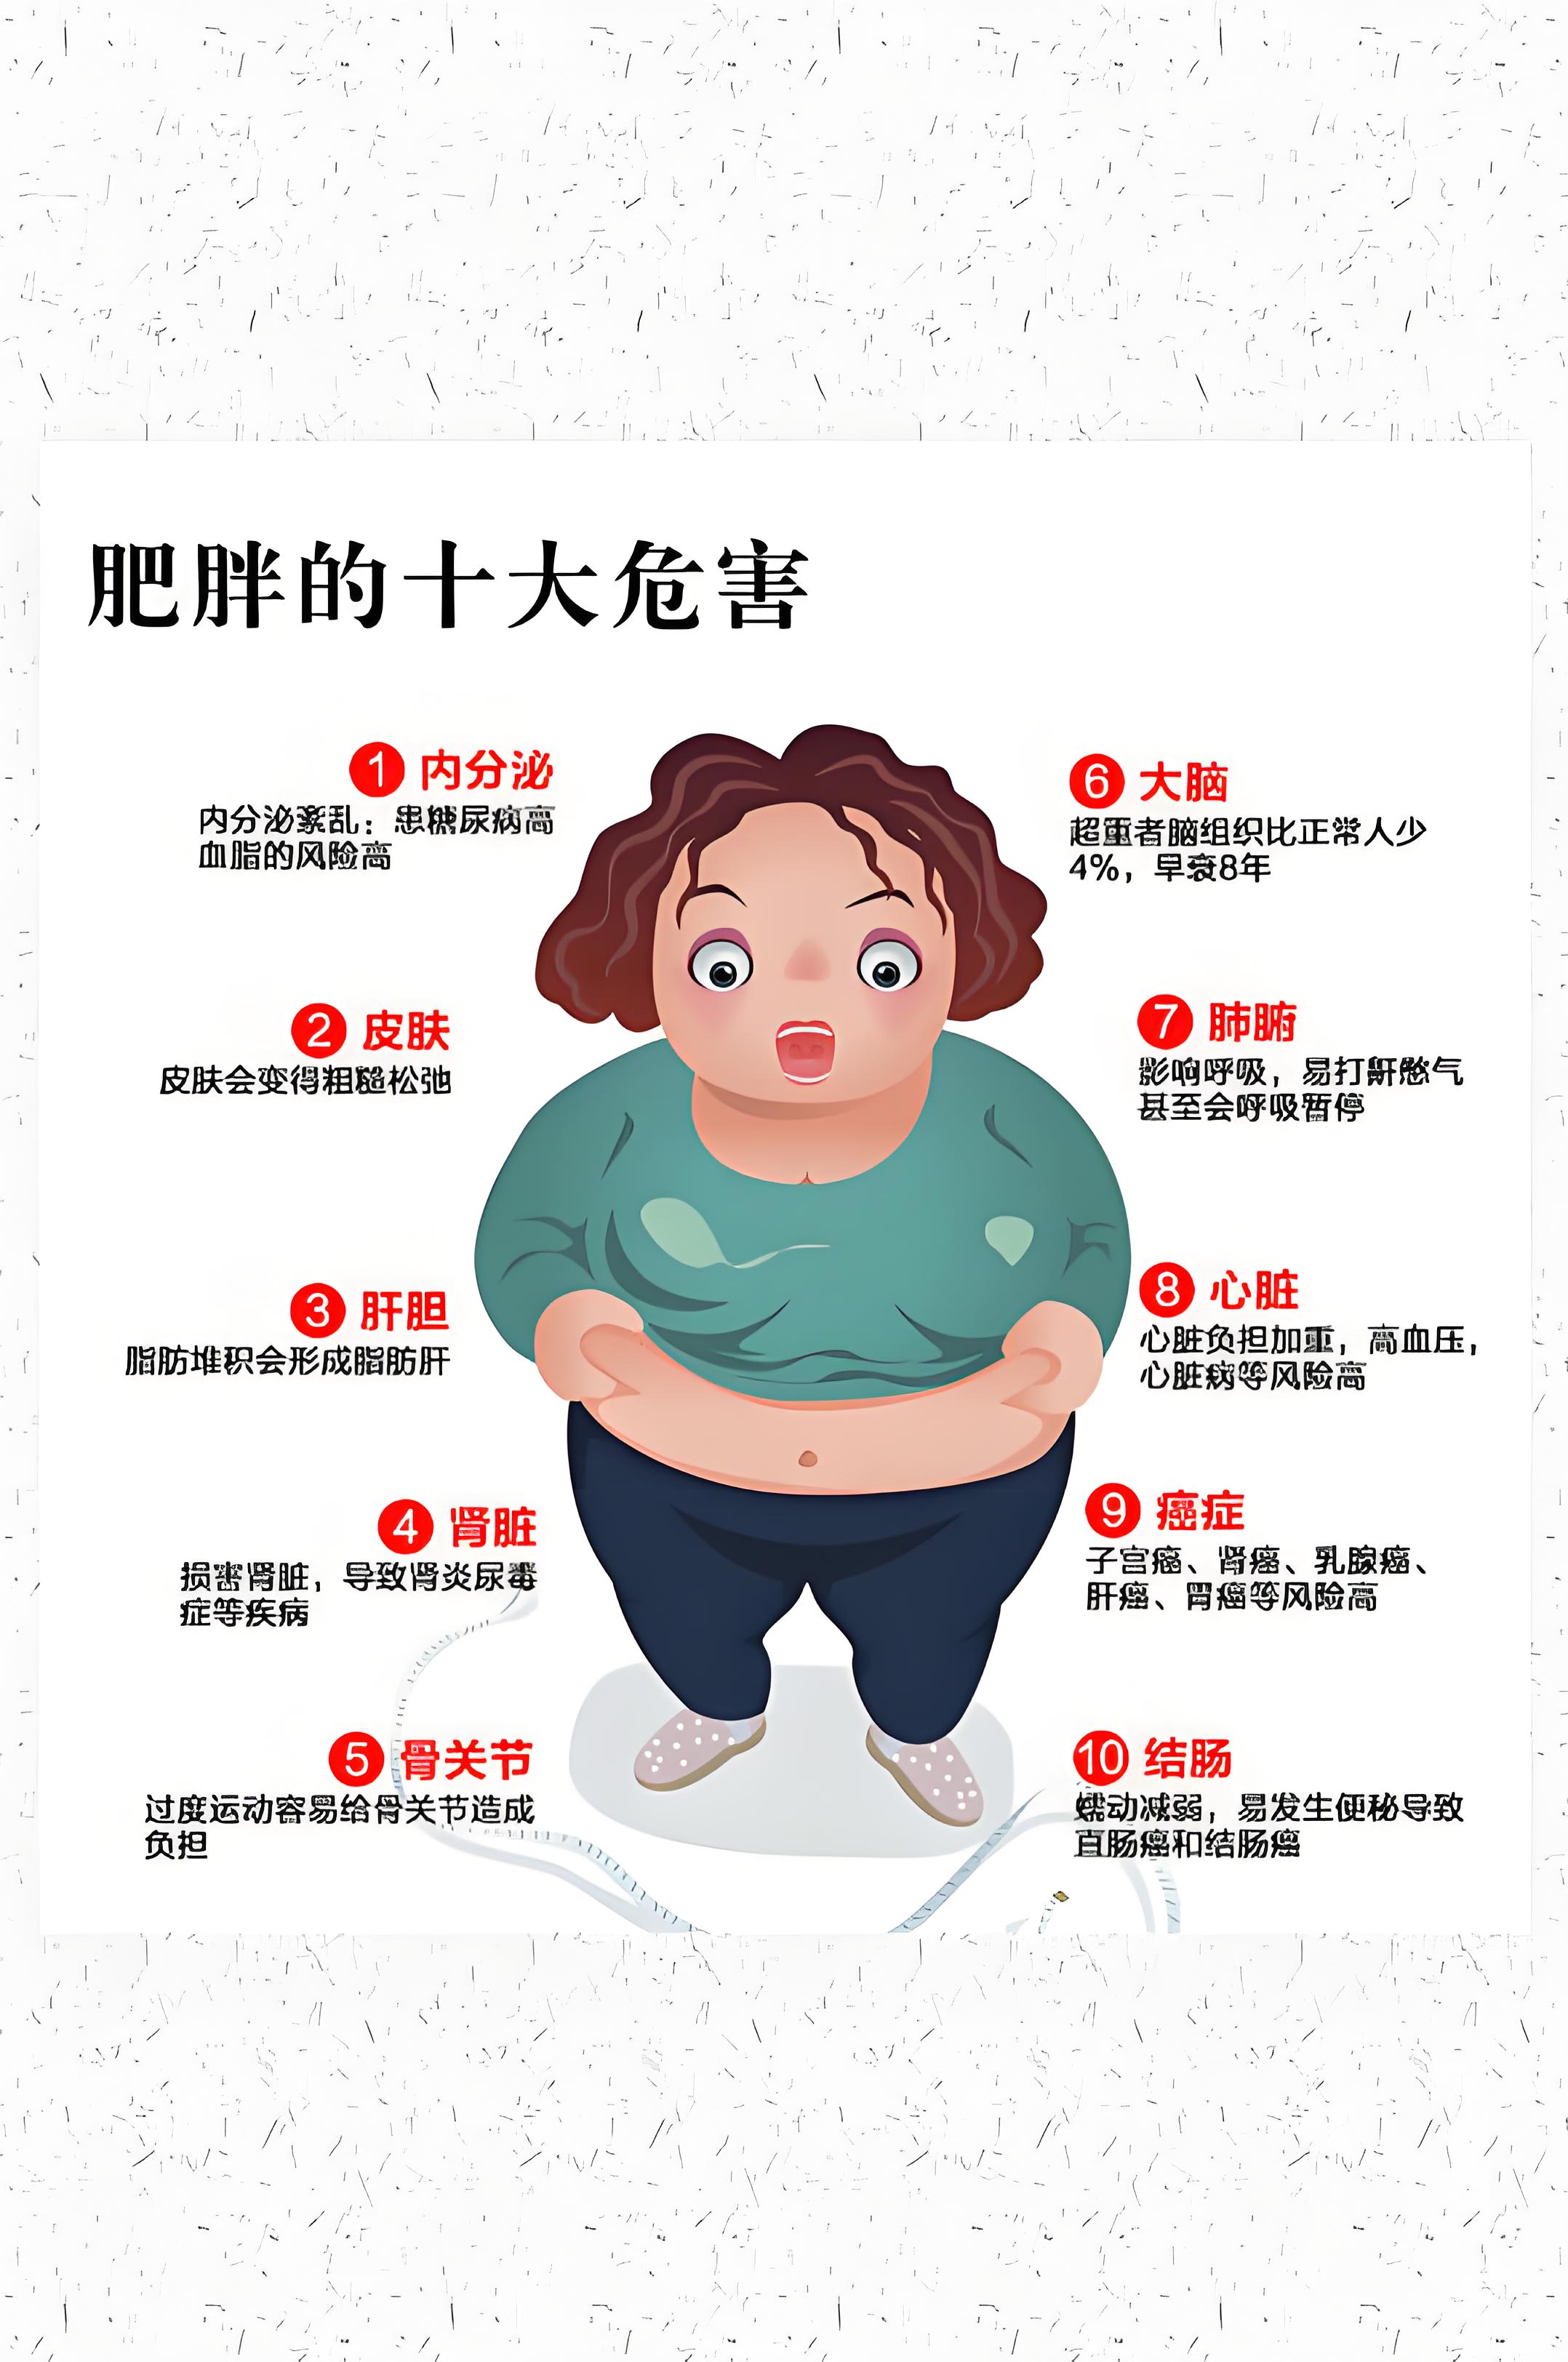 肥胖的十大危害
1 内分泌
内分泌紊乱：患糖尿病高
血脂的风险高
2 皮肤
皮肤会变得粗糙松弛
3 肝胆
脂肪堆积会形成脂肪肝
4 肾脏
损害肾脏，导致肾炎尿毒
症等疾病
5 骨关节
过度运动容易给骨关节造成
负担
6 大脑
超重者脑组织比正常人少
4%，早衰8年
7 肺腑
影响呼吸，易打鼾憋气
甚至会呼吸暂停
8 心脏
心脏负担加重，高血压，
心脏病等风险高
9 癌症
子宫癌、肾癌、乳腺癌、
肝癌、胃癌等风险高
10 结肠
蠕动减弱，易发生便秘导致
直肠癌和结肠癌